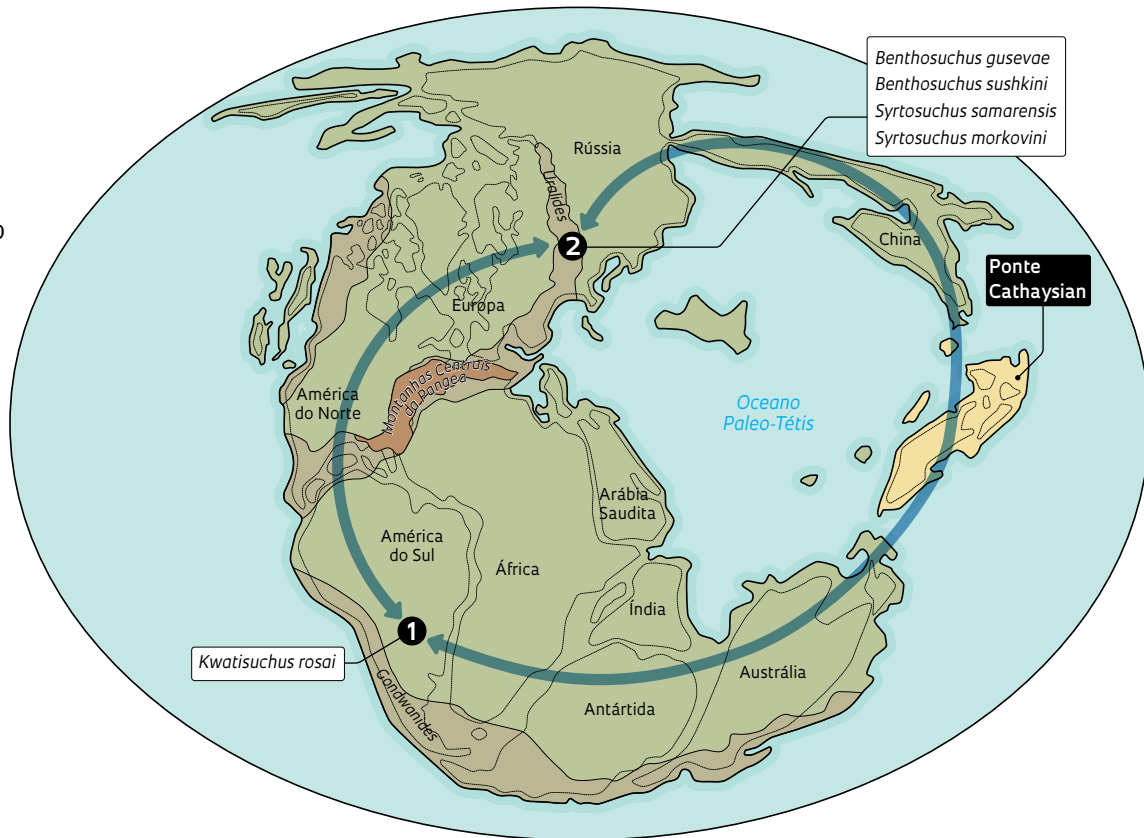 Benthosuchus gusevae
Benthosuchus sushkini
Syrtosuchus samarensis
Syrtosuchus morkovini
Rússia
Uralides
o
2
China
Ponte
Cathaysian
Europa
Montanhas Centrais
da Pangea
América
do Norte
Oceano
Paleo-Tétis
Arábia
Saudita
América
do Sul
África
Índia
1
Kwatisuchus rosai
Gondwanides
Antártida
Austrália